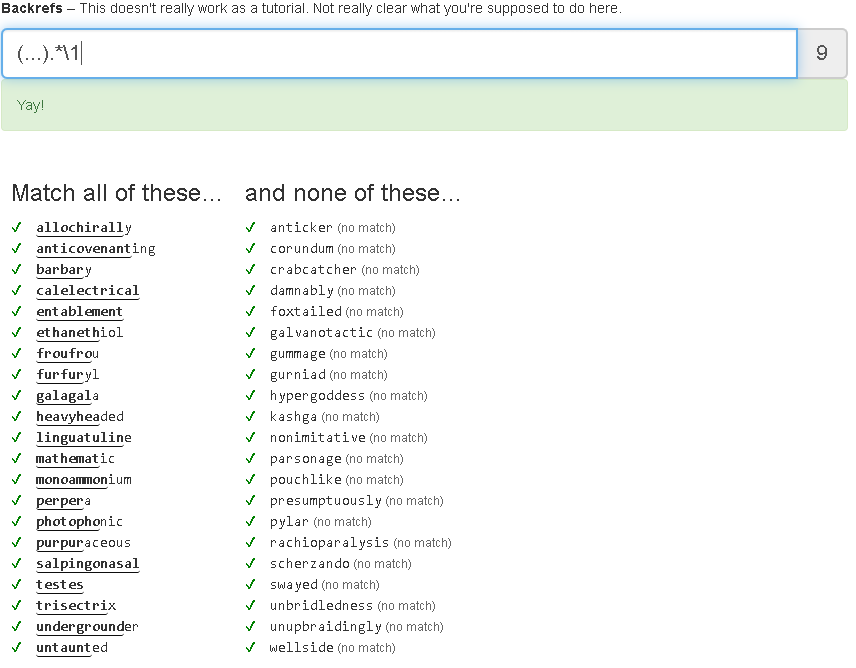 Backrefs – This doesn't really work as a tutorial. Not really clear what you're supposed to do here.
(...).*\1 9
Yay!
Match all of these... and none of these...
✓ allochirally ✓ anticker (no match)
✓ anticovenanting ✓ corundum (no match)
✓ barbary ✓ crabcatcher (no match)
✓ calelectrical ✓ damnably (no match)
✓ entablement ✓ foxtailed (no match)
✓ ethanethiol ✓ galvanotactic (no match)
✓ froufrou ✓ gummage (no match)
✓ furfuryl ✓ gurniad (no match)
✓ galagala ✓ hypergoddess (no match)
✓ heavyheaded ✓ kashga (no match)
✓ linguatuline ✓ nonimitative (no match)
✓ mathematic ✓ parsonage (no match)
✓ monoammonium ✓ pouchlike (no match)
✓ perpera ✓ presumptuously (no match)
✓ photophonic ✓ pylar (no match)
✓ purpuraceous ✓ rachioparalysis (no match)
✓ salpingonasal ✓ scherzando (no match)
✓ testes ✓ swayed (no match)
✓ trisectrix ✓ unbridledness (no match)
✓ undergrounder ✓ unupbraidingly (no match)
✓ untaunted ✓ wellside (no match)